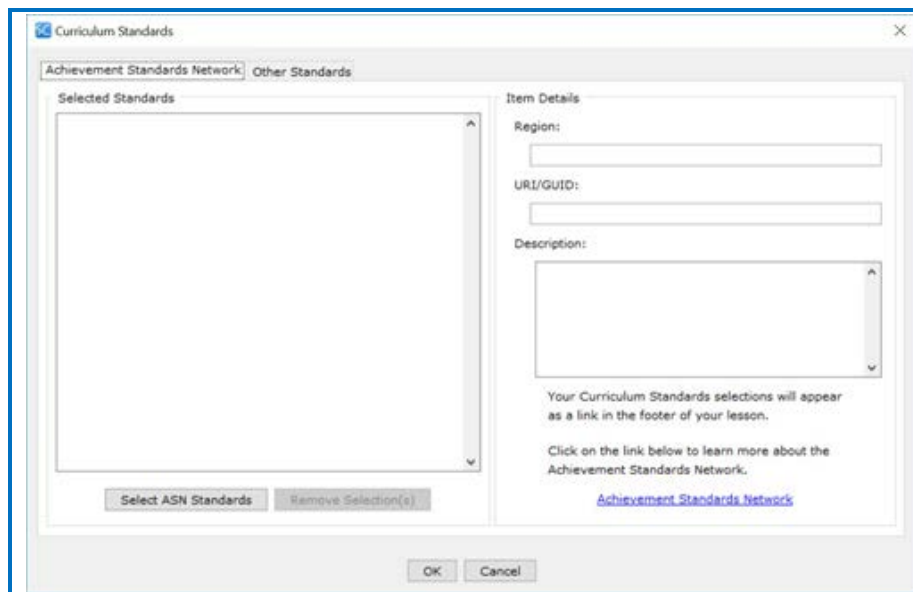 Curriculum Standards
Achievement Standards Network
Other Standards
Selected Standards
Select ASN Standards
Remove Selection(s)
Item Details
Region:
URI/GUID:
Description:
Your Curriculum Standards selections will appear
as a link in the footer of your lesson.
Click on the link below to learn more about the
Achievement Standards Network.
Achievement Standards Network
OK
Cancel